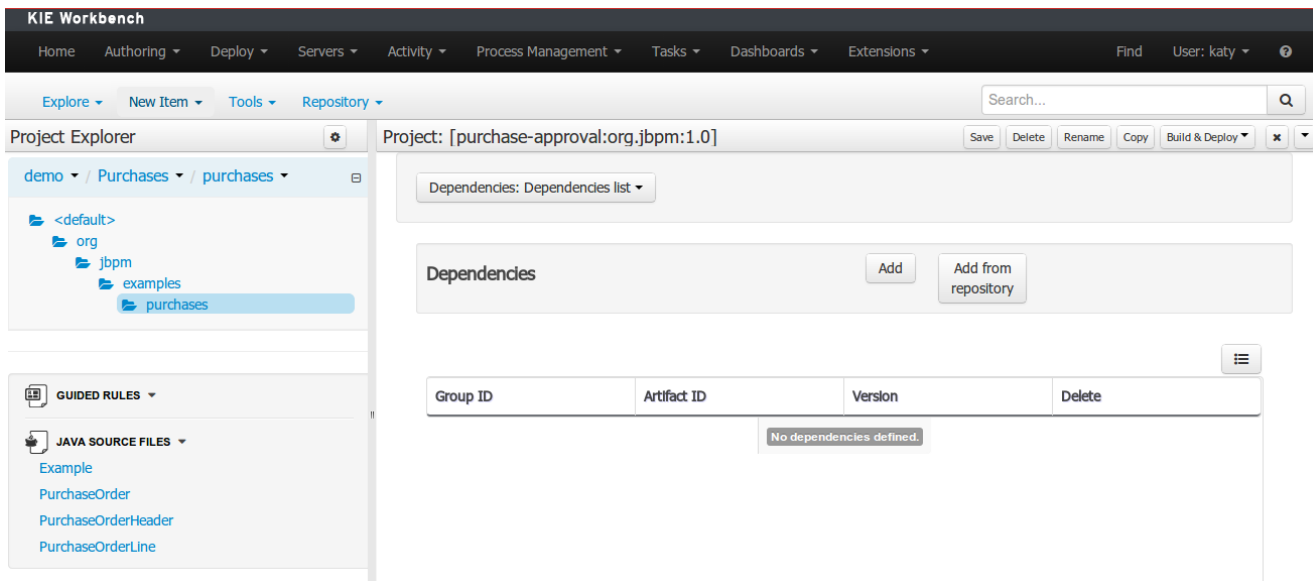 KIE Workbench
Home Authoring Deploy Servers Activity Process Management Tasks Dashboards Extensions Find User: katy ?
Explore New Item Tools Repository Search...
Project Explorer
Project: [purchase-approval:org.jbpm:1.0] Save Delete Rename Copy Build & Deploy
demo / Purchases / purchases
<default>
org
jbpm
examples
purchases
GUIDED RULES
JAVA SOURCE FILES
Example
PurchaseOrder
PurchaseOrderHeader
PurchaseOrderLine
Dependencies: Dependencies list
Dependencies Add Add from
repository
Group ID Artifact ID Version Delete
No dependencies defined.